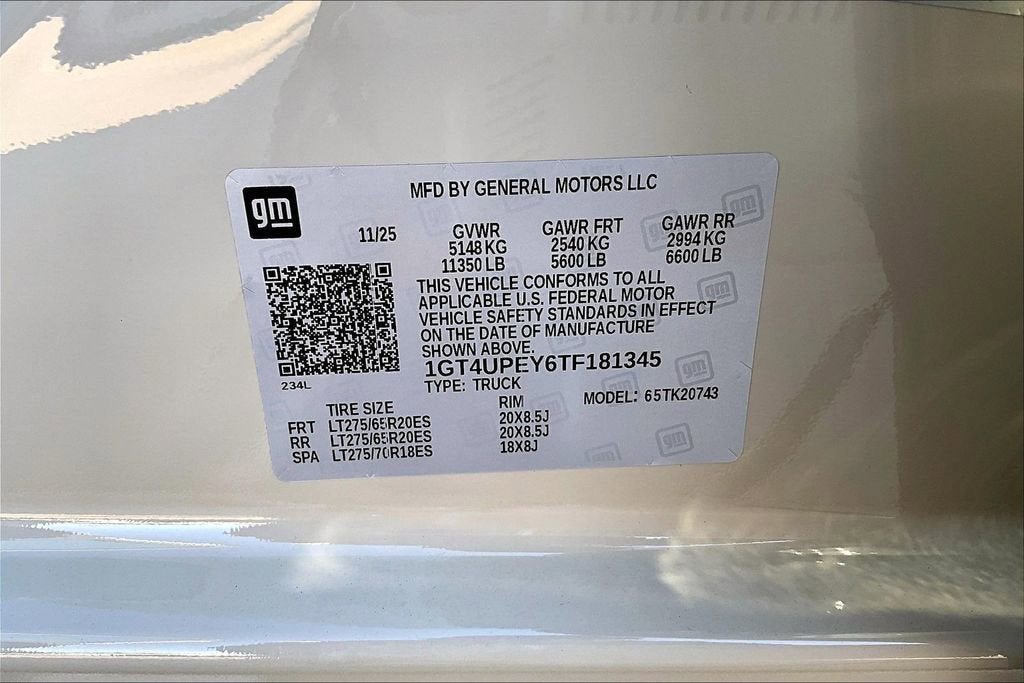 gm
MFD BY GENERAL MOTORS LLC
11/25
GVWR GAWR FRT GAWR RR
5148 KG 2540 KG 2994 KG
11350 LB 5600 LB 6600 LB
THIS VEHICLE CONFORMS TO ALL
APPLICABLE U.S. FEDERAL MOTOR
VEHICLE SAFETY STANDARDS IN EFFECT
ON THE DATE OF MANUFACTURE
SHOWN ABOVE.
1GT4UPEY6TF181345
234L
TYPE: TRUCK
MODEL: 65TK20743
TIRE SIZE RIM
FRT LT275/65R20ES 20X8.5J
RR LT275/65R20ES 20X8.5J
SPA LT275/70R18ES 18X8J